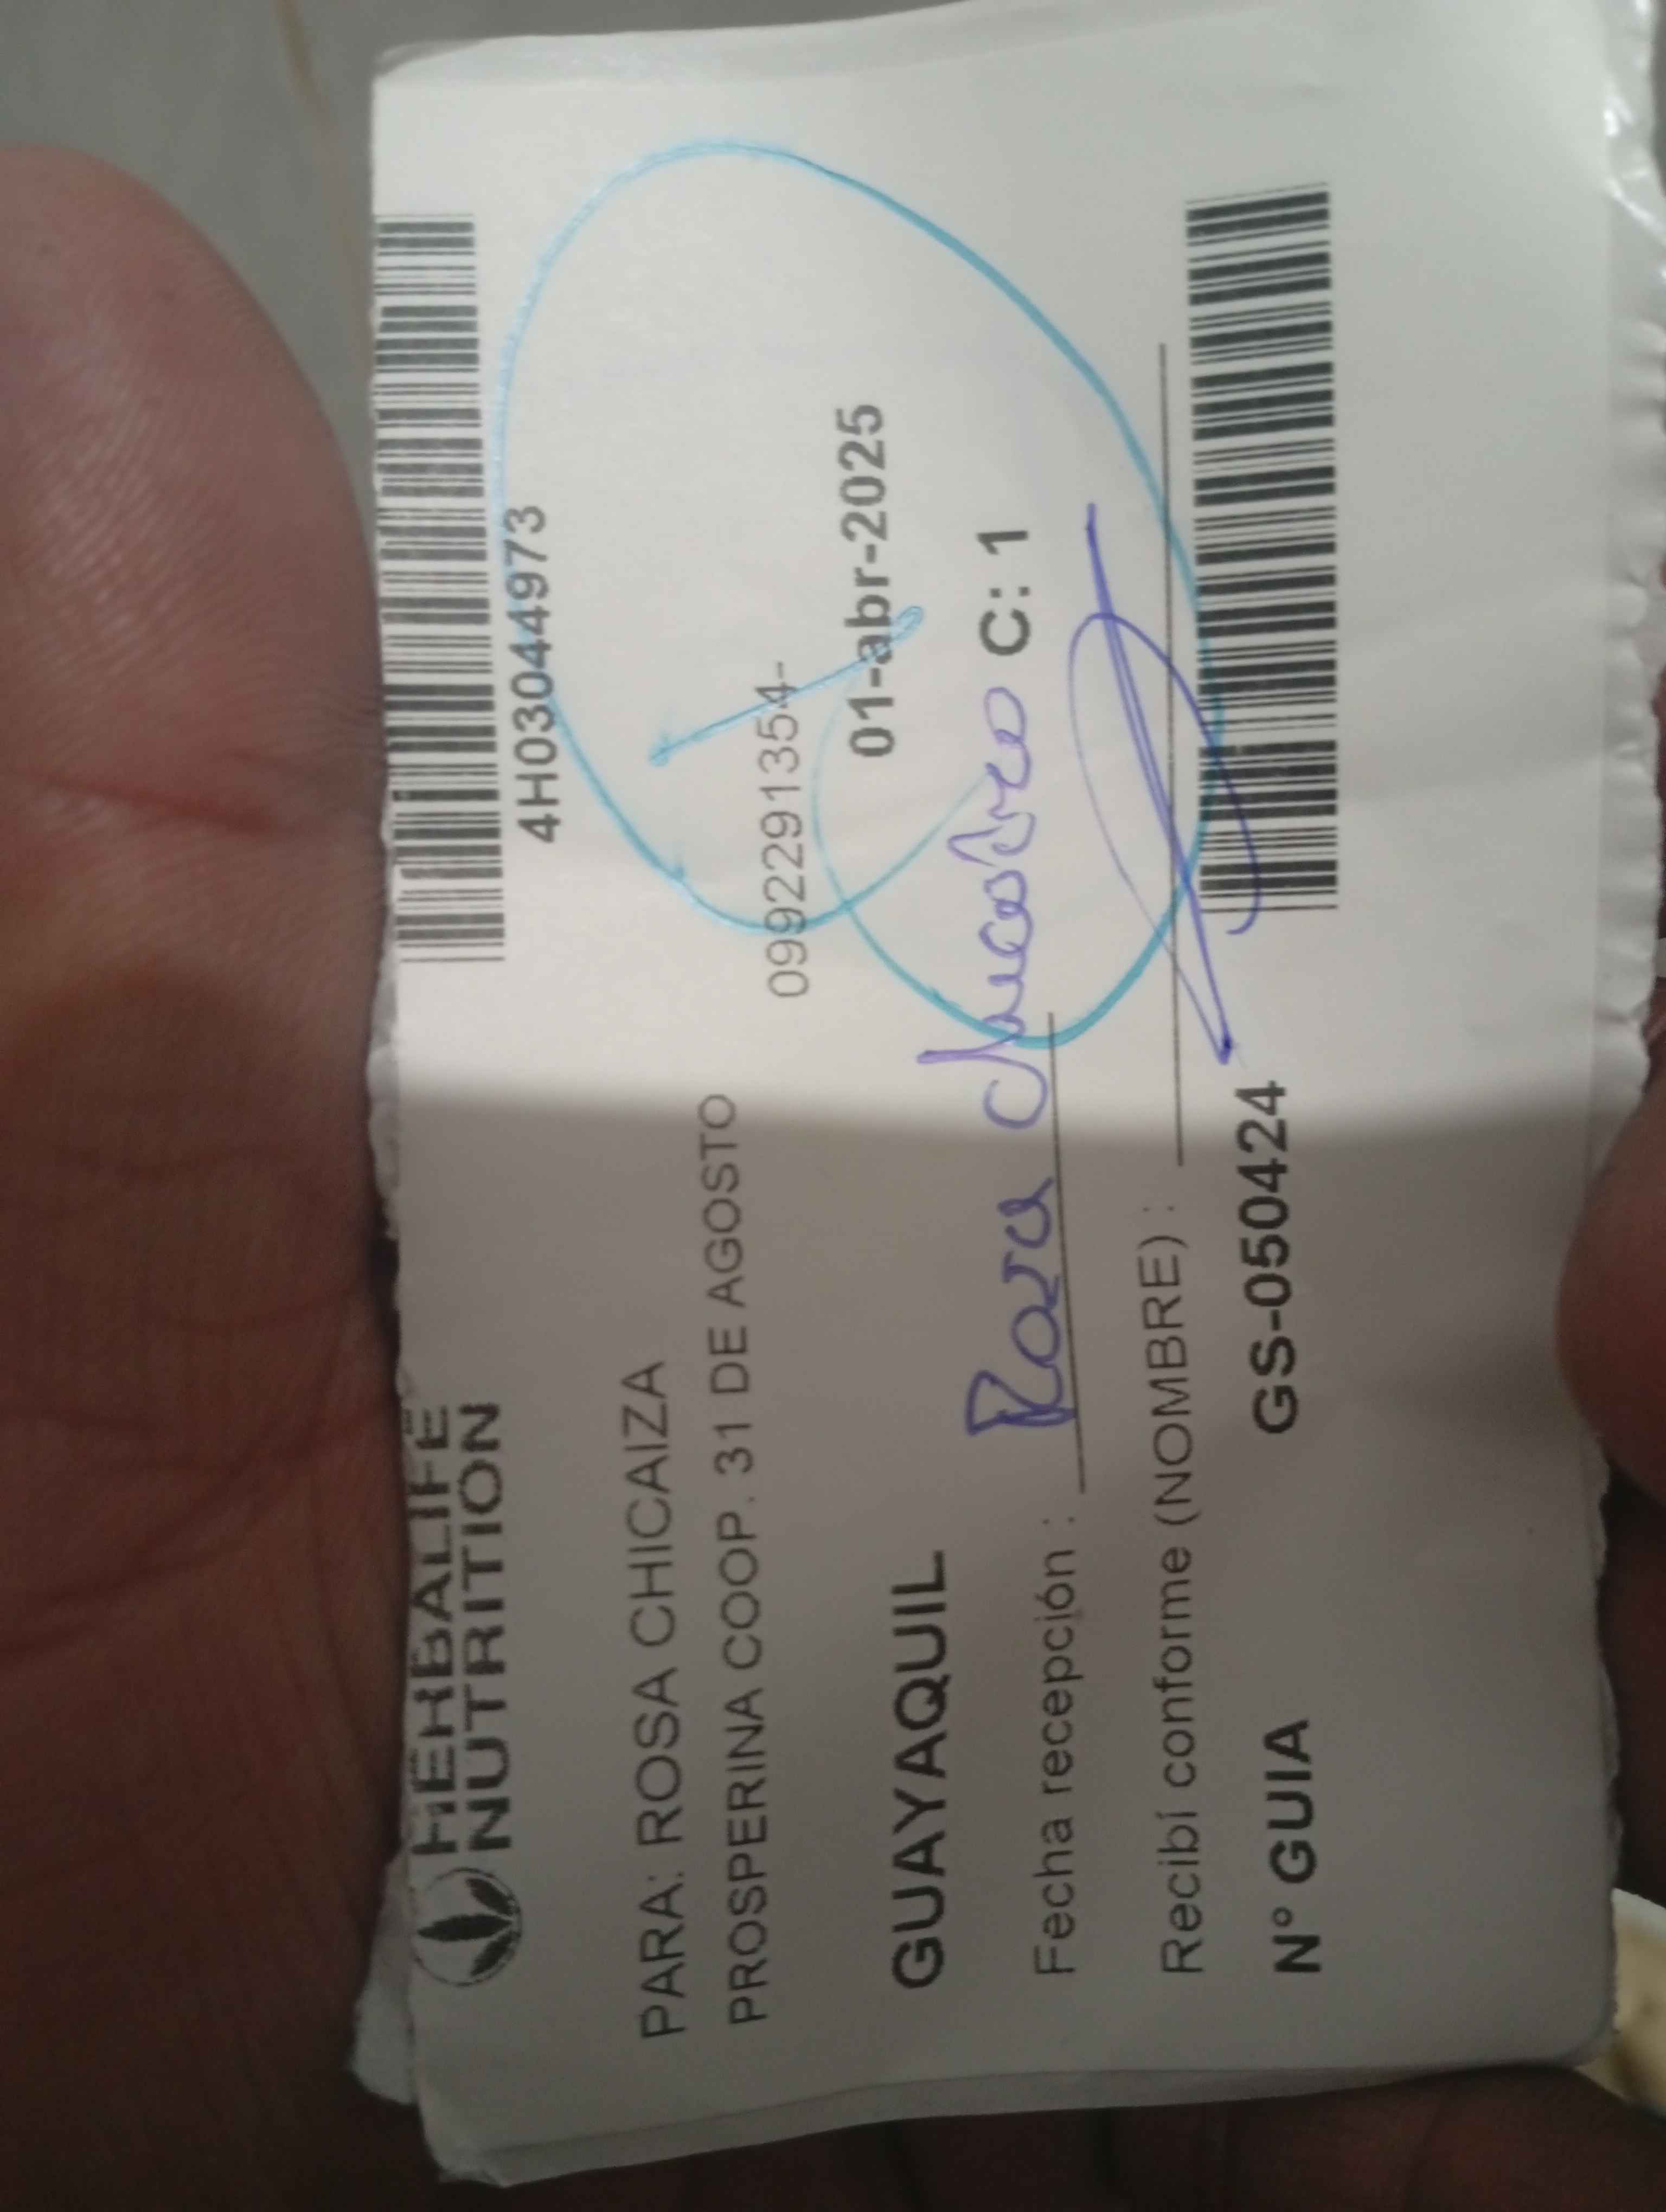 HERBALIFE
NUTRITION
4H03044973
PARA: ROSA CHICAIZA
PROSPERINA COOP. 31 DE AGOSTO
0992291354-
01-abr-2025
GUAYAQUIL
C: 1
Fecha recepción : Rosa
Recibí conforme (NOMBRE) :
N° GUIA GS-050424